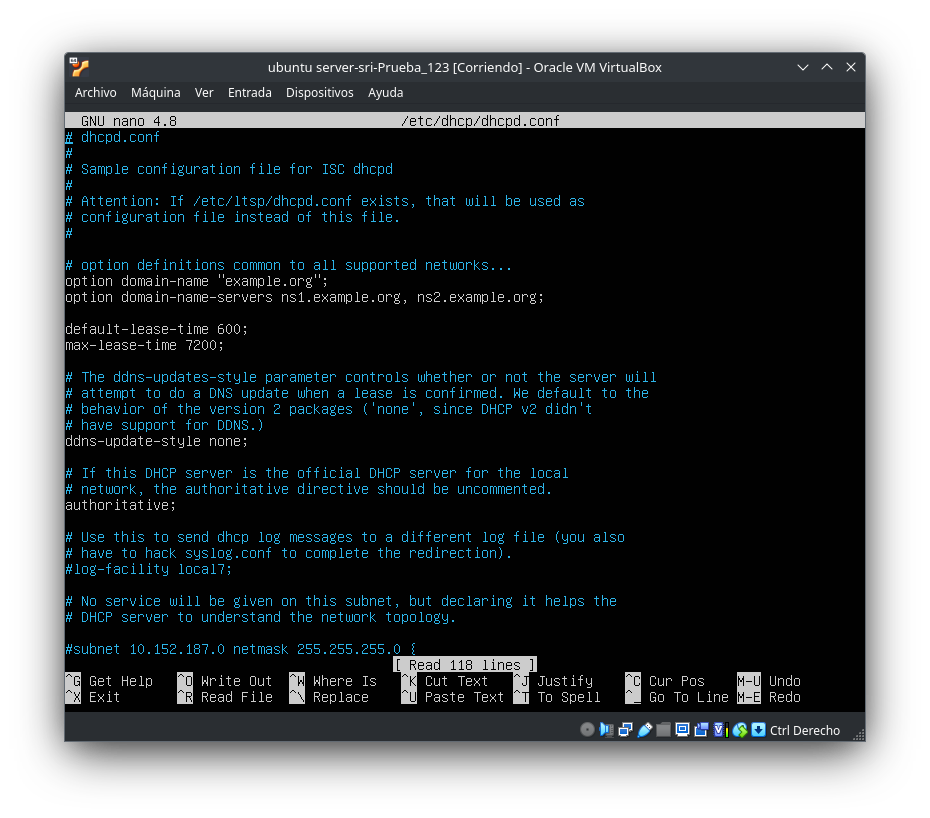 ubuntu server-sri-Prueba_123 [Corriendo] - Oracle VM VirtualBox
Archivo Máquina Ver Entrada Dispositivos Ayuda
GNU nano 4.8 /etc/dhcp/dhcpd.conf
# dhcpd.conf
#
# Sample configuration file for ISC dhcpd
#
# Attention: If /etc/ltsp/dhcpd.conf exists, that will be used as
# configuration file instead of this file.
#

# option definitions common to all supported networks...
option domain-name "example.org";
option domain-name-servers ns1.example.org, ns2.example.org;

default-lease-time 600;
max-lease-time 7200;

# The ddns-updates-style parameter controls whether or not the server will
# attempt to do a DNS update when a lease is confirmed. We default to the
# behavior of the version 2 packages ('none', since DHCP v2 didn't
# have support for DDNS.)
ddns-update-style none;

# If this DHCP server is the official DHCP server for the local
# network, the authoritative directive should be uncommented.
authoritative;

# Use this to send dhcp log messages to a different log file (you also
# have to hack syslog.conf to complete the redirection).
#log-facility local7;

# No service will be given on this subnet, but declaring it helps the
# DHCP server to understand the network topology.

#subnet 10.152.187.0 netmask 255.255.255.0 {
[ Read 118 lines ]
^G Get Help ^O Write Out ^W Where Is ^K Cut Text ^J Justify ^C Cur Pos M-U Undo
^X Exit ^R Read File ^\ Replace ^U Paste Text ^T To Spell ^_ Go To Line M-E Redo
Ctrl Derecho